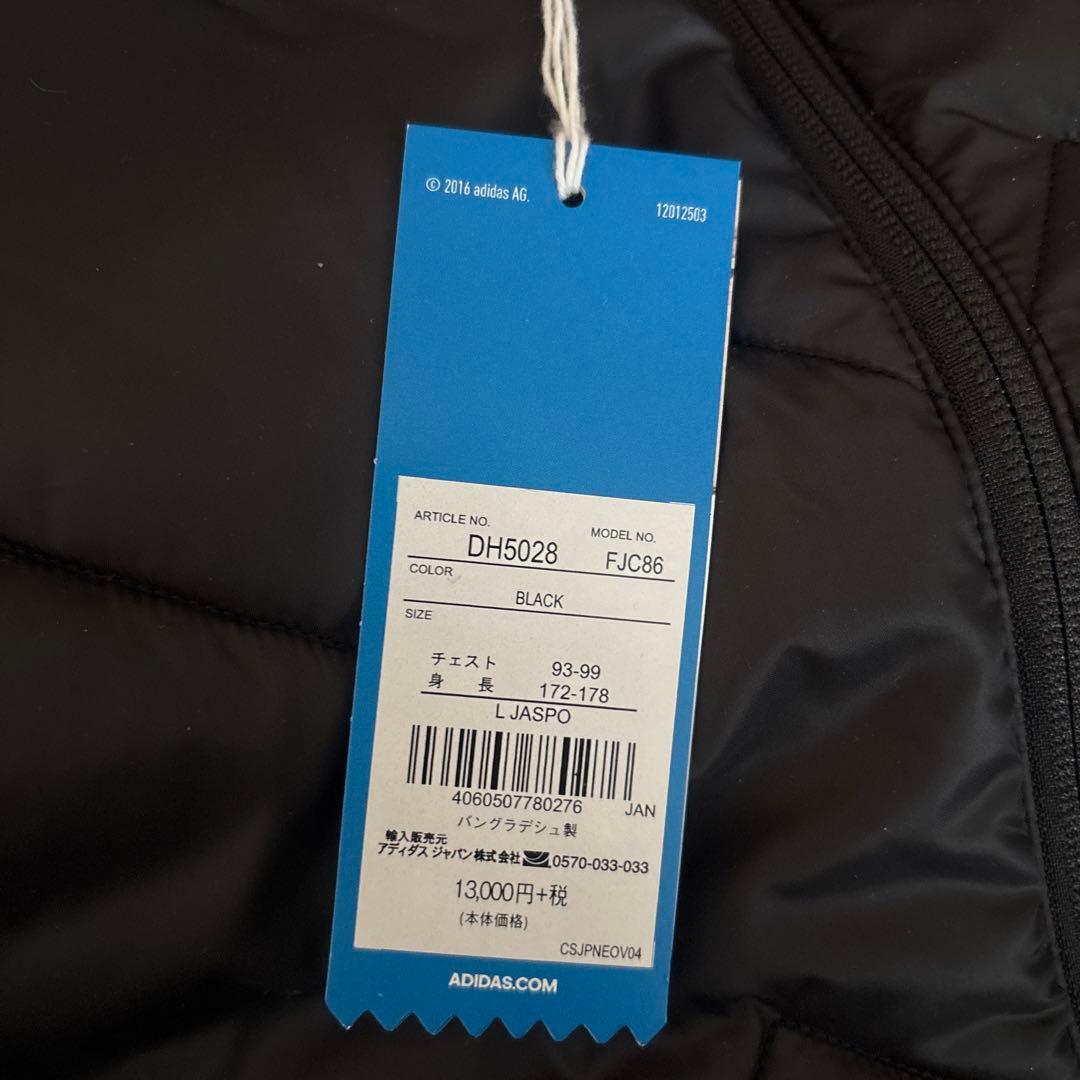 © 2016 adidas AG.
12012503
ARTICLE NO.
MODEL NO.
DH5028
FJC86
COLOR
BLACK
SIZE
チェスト 93-99
身 長 172-178
L JASPO
4060507780276 JAN
バングラデシュ製
輸入販売元
アディダス ジャパン株式会社 0570-033-033
13,000円+税
(本体価格)
CSJPNEOV04
ADIDAS.COM